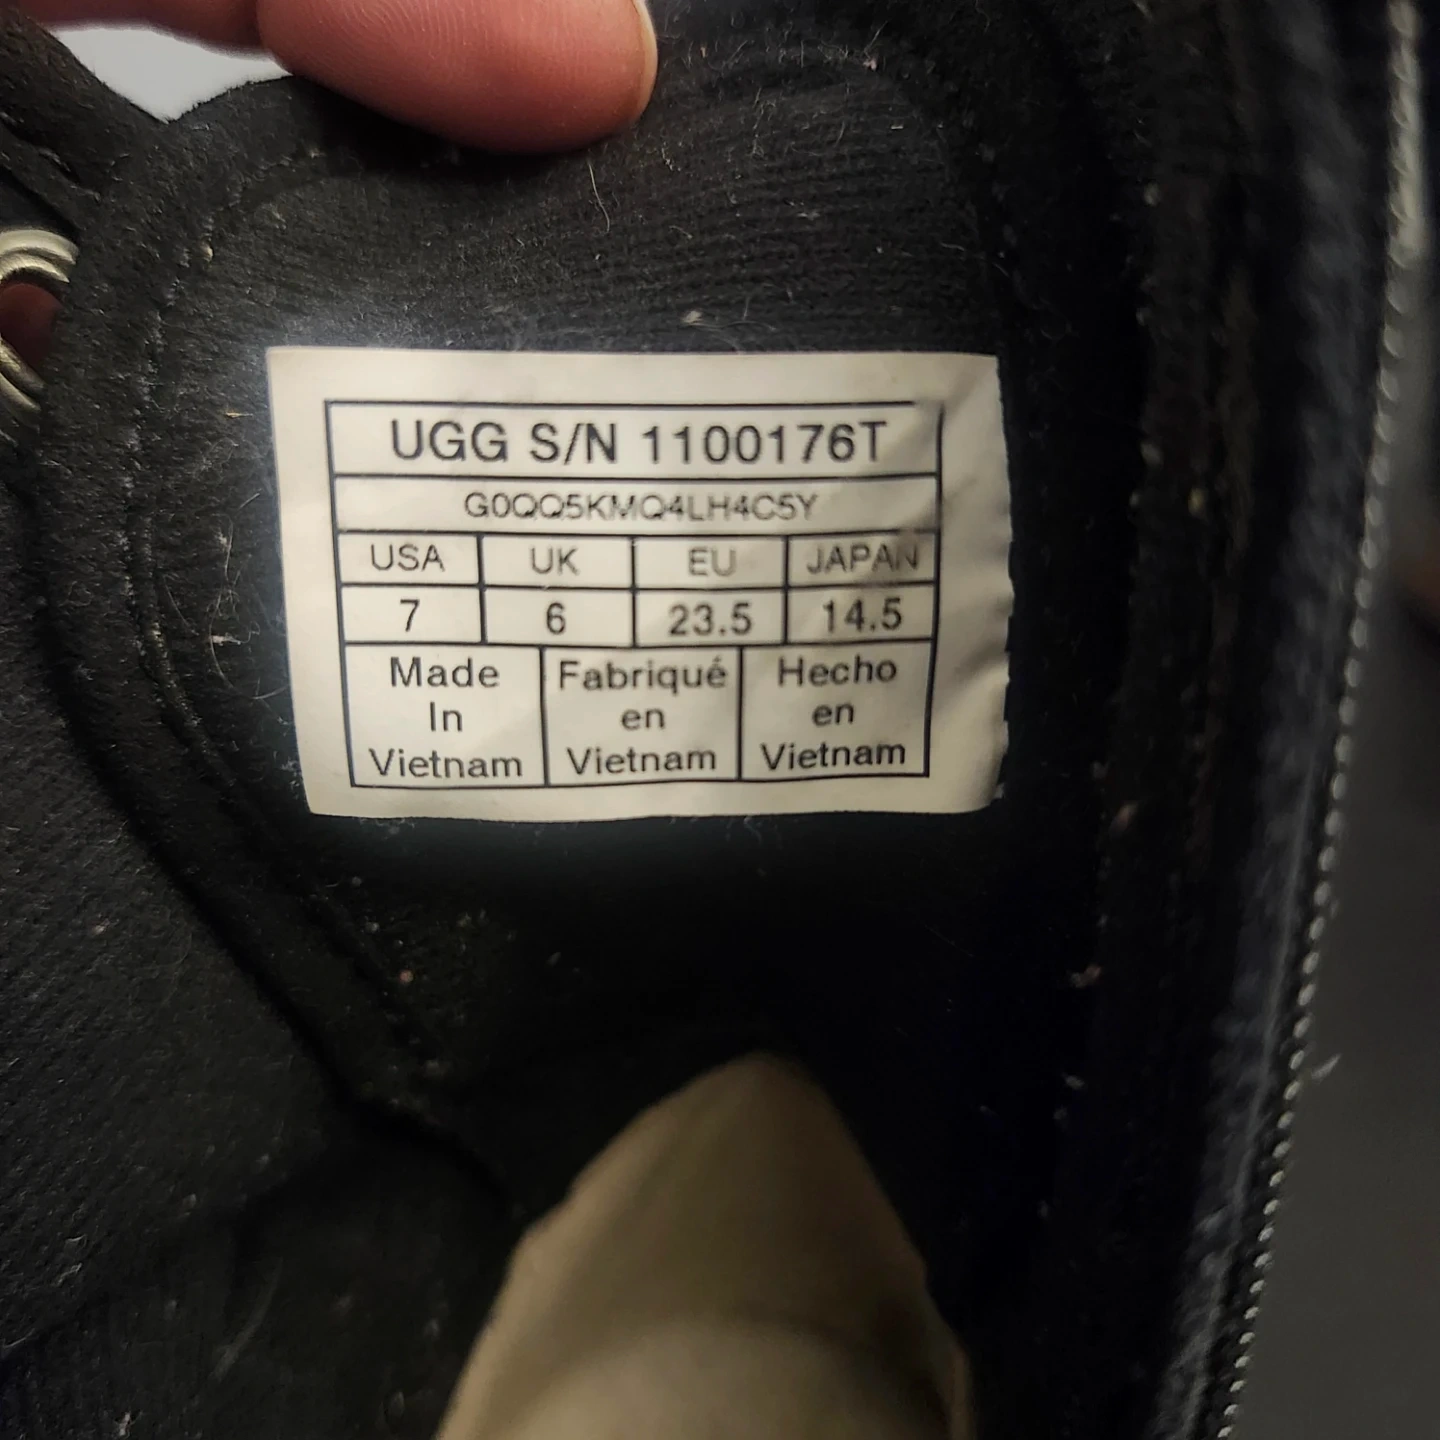 UGG S/N 1100176T
G0QQ5KMQ4LH4C5Y
USA UK EU JAPAN
7 6 23.5 14.5
Made In Vietnam
Fabriqué en Vietnam
Hecho en Vietnam